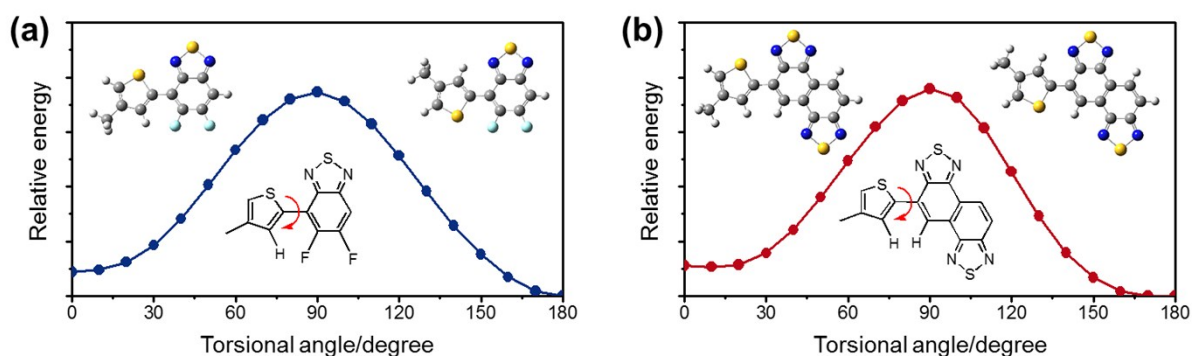 (a)
Relative energy
S
N N
S
H
F F
0 30 60 90 120 150 180
Torsional angle/degree
(b)
Relative energy
S
N N
S
H H
N N
S
0 30 60 90 120 150 180
Torsional angle/degree